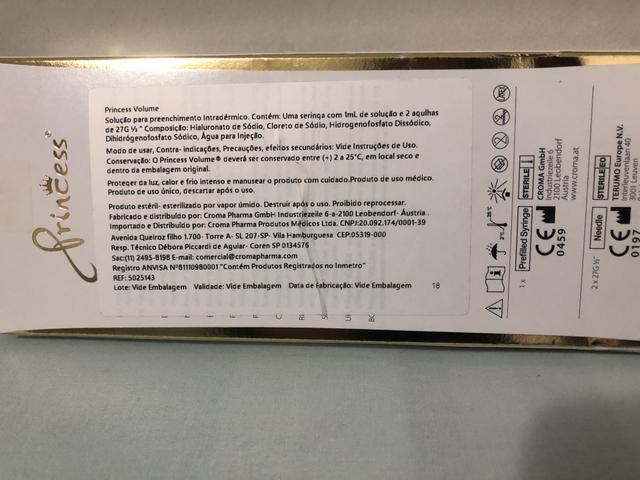 Princess®
Princess Volume
Solução para preenchimento Intradérmico. Contém: Uma seringa com 1mL de solução e 2 agulhas
de 27G ½ " Composição: Hialuronato de Sódio, Cloreto de Sódio, Hidrogenofosfato Dissódico,
Dihidrogenofosfato Sódico, Água para Injeção.
Modo de usar, Contra- indicações, Precauções, efeitos secundários: Vide Instruções de Uso.
Conservação: O Princess Volume® deverá ser conservado entre (+) 2 a 25°C, em local seco e
dentro da embalagem original.
Proteger da luz, calor e frio intenso e manusear o produto com cuidado.Produto de uso médico.
Produto de uso único, descartar após o uso.
Produto estéril- esterilizado por vapor úmido. Destruir após o uso. Proibido reprocessar.
Fabricado e distribuído por: Croma Pharma GmbH Industriezeile 6-a-2100 Leobendorf- Áustria .
Importado e Distribuído por: Croma Pharma Produtos Médicos Ltda. CNPJ:20.092.174/0001-39
Avenida Queiroz filho 1.700- Torre A- SL 207-SP- Vila Hamburguesa CEP:05319-000
Resp. Técnico Débora Piccardi de Aguiar- Coren SP 0134576
Sac:(11) 2495-8198 E-mail: comercial@cromapharma.com
Registro ANVISA Nº81110980001 "Contém Produtos Registrados no Inmetro"
REF: 5025143
Lote: Vide Embalagem Validade: Vide Embalagem Data de Fabricação: Vide Embalagem 18
2°C 25°C
1 x Prefilled Syringe STERILE
CE 0459
CROMA GmbH
Industriezeile 6
2100 Leobendorf
Austria
www.croma.at
2 x 27G ½" Needle STERILE EO
CE 0197
TERUMO Europe N.V.
Interleuvenlaan 40
3001 Leuven